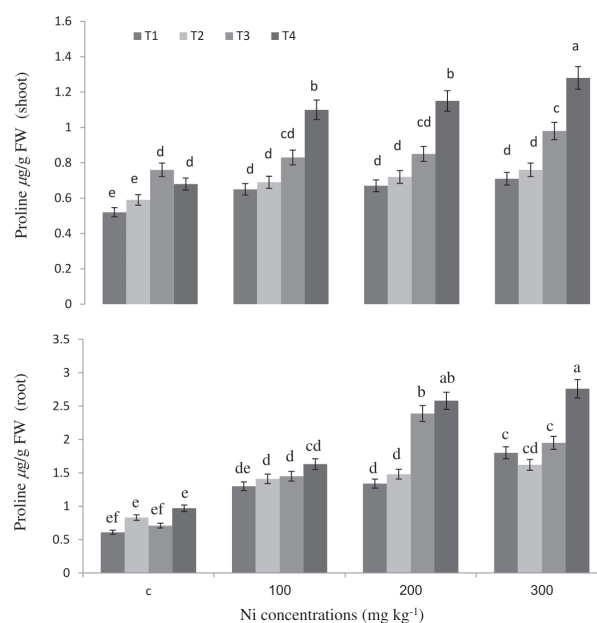 1.6
T1 T2 T3 T4
a
1.4
b b
1.2
c
1
cd cd
d d
0.8
d d d d d d
e e
0.6
0.4
0.2
0
Proline µg/g FW (shoot)
3.5
3
a
ab
b
2.5
2
c cd c
cd
de d d
d d
1.5
e
e
ef ef
1
0.5
0
Proline µg/g FW (root)
c 100 200 300
Ni concentrations (mg kg-1)